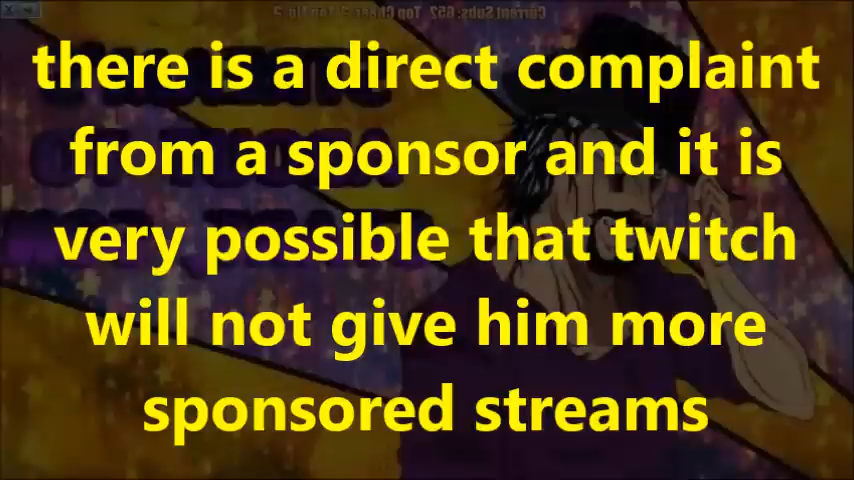 there is a direct complaint
from a sponsor and it is
very possible that twitch
will not give him more
sponsored streams